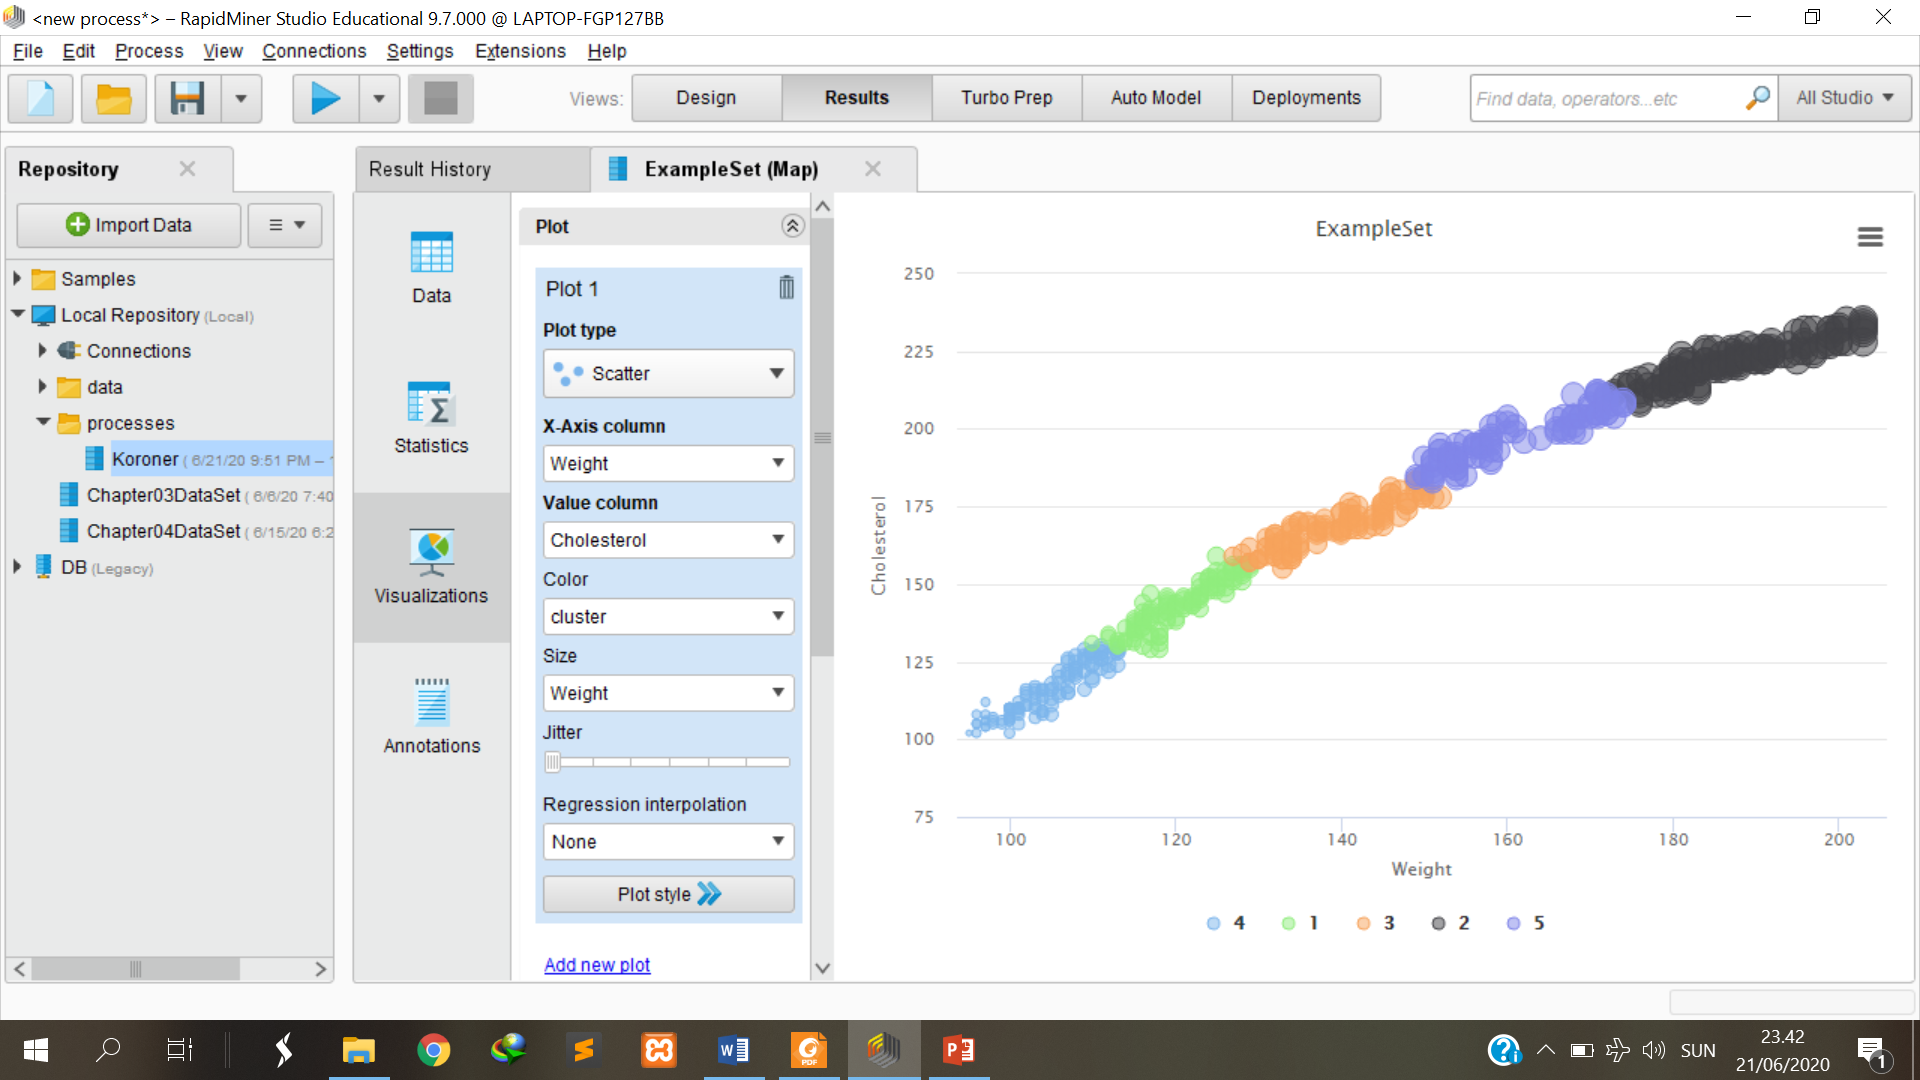 <new process*> – RapidMiner Studio Educational 9.7.000 @ LAPTOP-FGP127BB
File Edit Process View Connections Settings Extensions Help
Views: Design Results Turbo Prep Auto Model Deployments
Find data, operators...etc
All Studio
Repository
Import Data
Samples
Local Repository (Local)
Connections
data
processes
Koroner ( 6/21/20 9:51 PM –
Chapter03DataSet ( 6/6/20 7:40
Chapter04DataSet ( 6/15/20 6:2
DB (Legacy)
Result History
ExampleSet (Map)
Data
Statistics
Visualizations
Annotations
Plot
Plot 1
Plot type
Scatter
X-Axis column
Weight
Value column
Cholesterol
Color
cluster
Size
Weight
Jitter
Regression interpolation
None
Plot style
Add new plot
ExampleSet
250
225
200
175
150
125
100
75
Cholesterol
100 120 140 160 180 200
Weight
4 1 3 2 5
PDF
SUN
23.42
21/06/2020
1